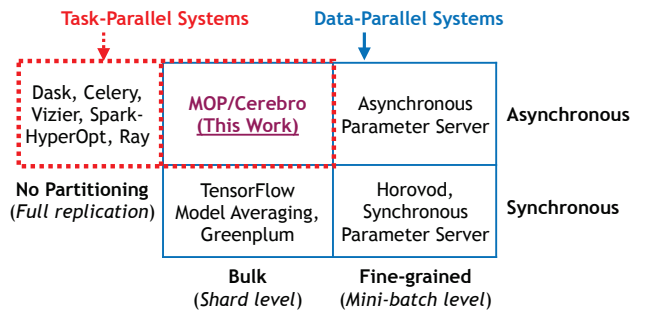 Task-Parallel Systems
Data-Parallel Systems
Dask, Celery,
Vizier, Spark-
HyperOpt, Ray
MOP/Cerebro
(This Work)
Asynchronous
Parameter Server
Asynchronous
No Partitioning
(Full replication)
TensorFlow
Model Averaging,
Greenplum
Horovod,
Synchronous
Parameter Server
Synchronous
Bulk
(Shard level)
Fine-grained
(Mini-batch level)